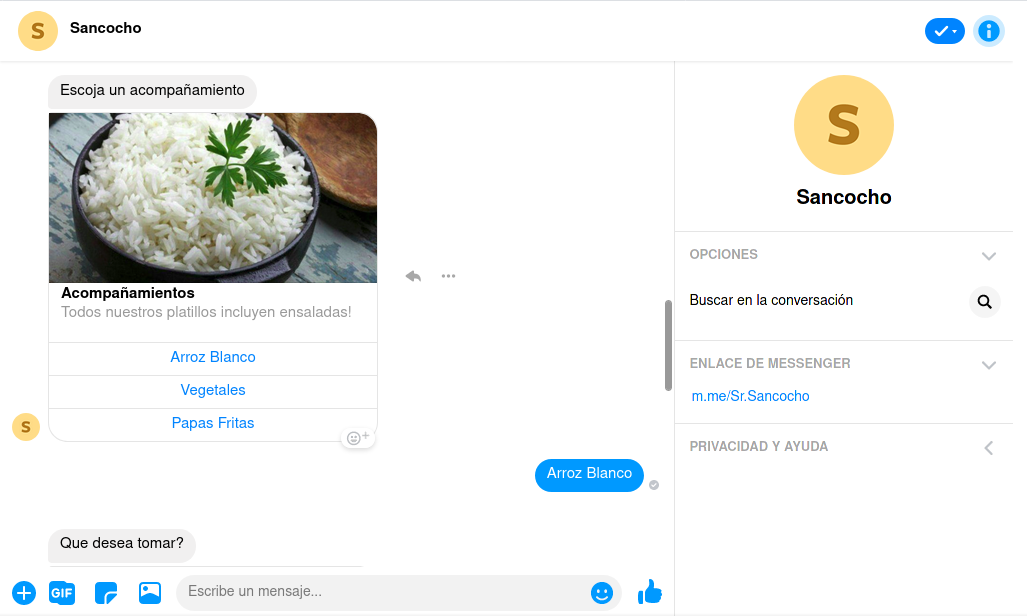 S
Sancocho
Escoja un acompañamiento
Acompañamientos
Todos nuestros platillos incluyen ensaladas!
Arroz Blanco
Vegetales
Papas Fritas
S
Arroz Blanco
Que desea tomar?
GIF
Escribe un mensaje...
S
Sancocho
OPCIONES
Buscar en la conversación
ENLACE DE MESSENGER
m.me/Sr.Sancocho
PRIVACIDAD Y AYUDA